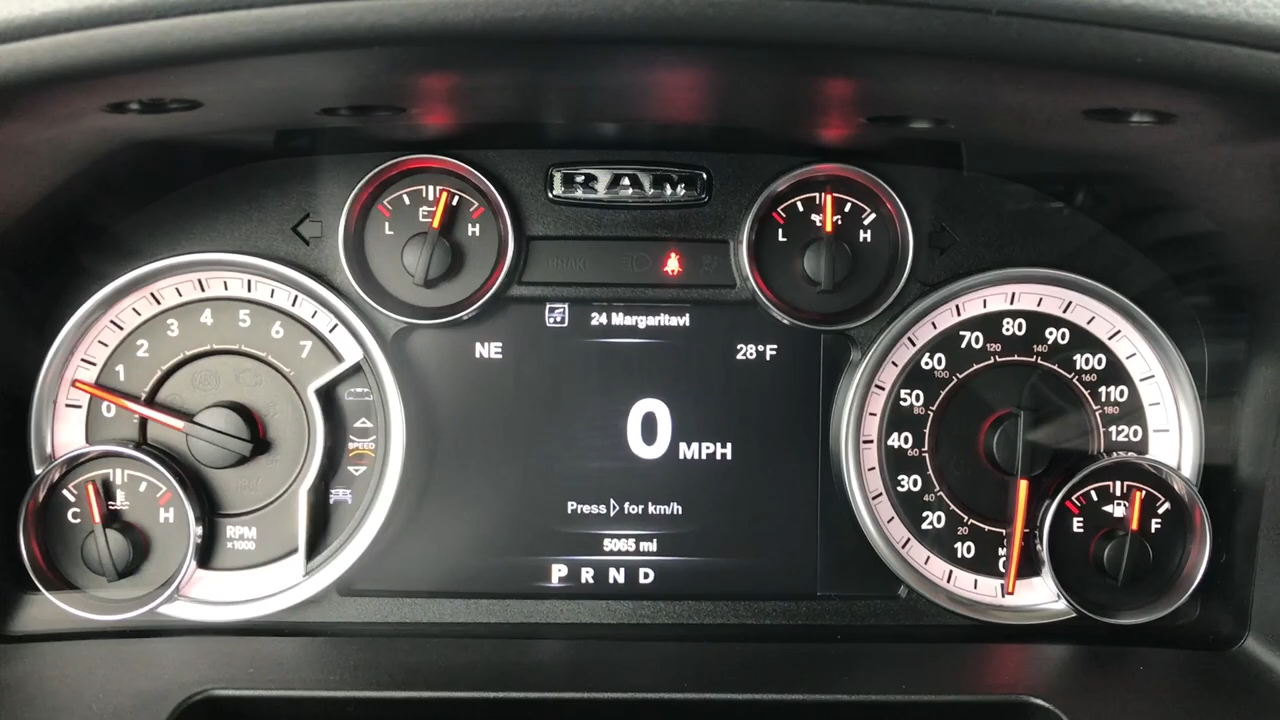 RAM
L H
BRAKE
L H
24 Margaritavi
NE 28°F
0 MPH
Press ▷ for km/h
5065 mi
P R N D
0 1 2 3 4 5 6 7
RPM
x1000
SPEED
C H
10 20 30 40 50 60 70 80 90 100 110 120
20 40 60 80 100 120 140 160 180
E F